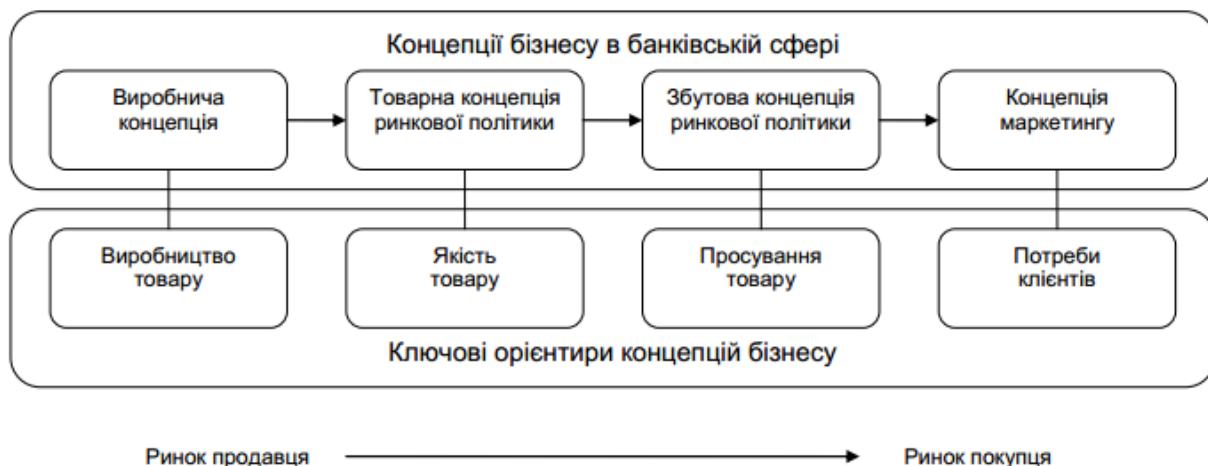 Концепції бізнесу в банківській сфері
Виробнича
концепція
Товарна концепція
ринкової політики
Збутова концепція
ринкової політики
Концепція
маркетингу
Виробництво
товару
Якість
товару
Просування
товару
Потреби
клієнтів
Ключові орієнтири концепцій бізнесу
Ринок продавця
Ринок покупця